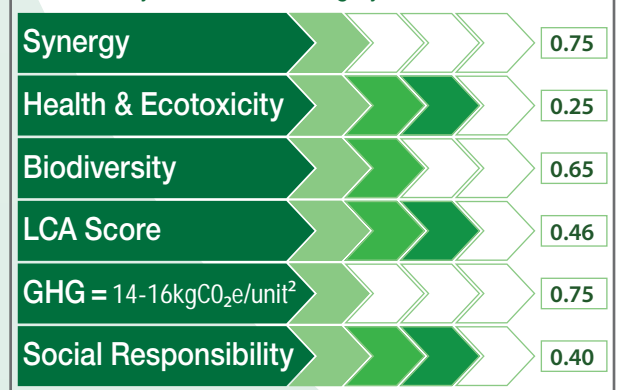 Synergy 0.75
Health & Ecotoxicity 0.25
Biodiversity 0.65
LCA Score 0.46
GHG = 14-16kgC0₂e/unit² 0.75
Social Responsibility 0.40